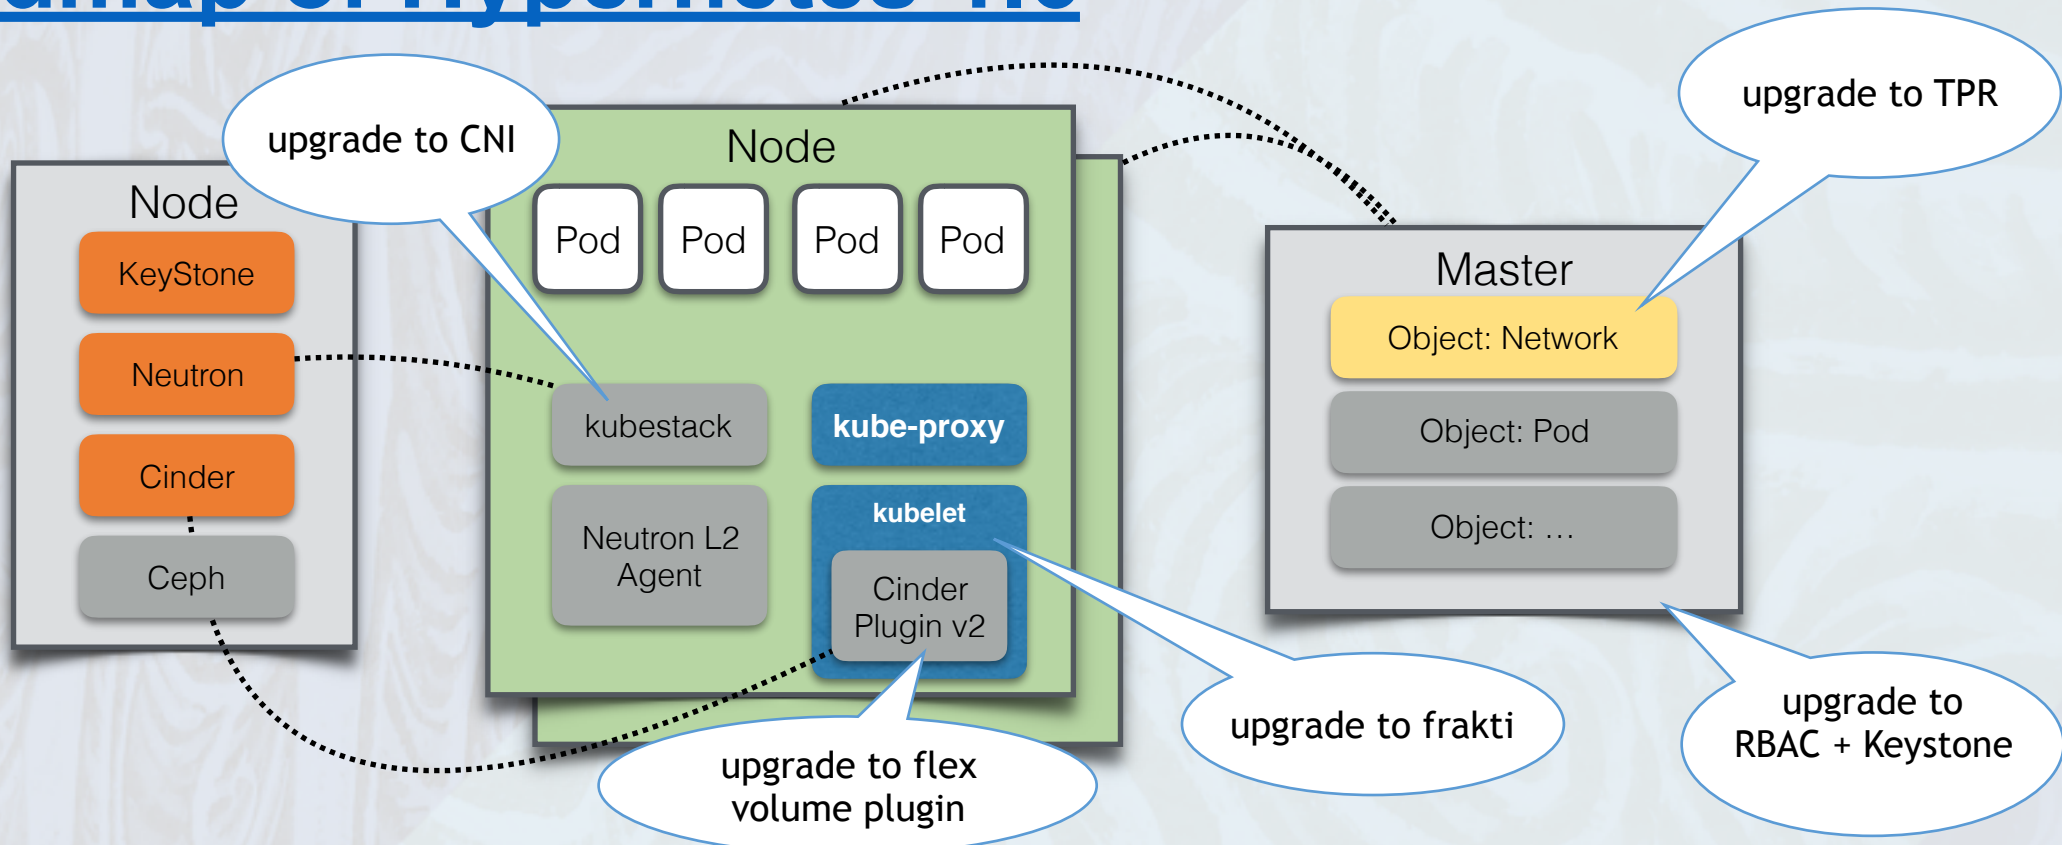 upgrade to CNI
upgrade to TPR
Node
KeyStone
Neutron
Cinder
Ceph
Node
Pod
Pod
Pod
Pod
kubestack
kube-proxy
Neutron L2
Agent
kubelet
Cinder
Plugin v2
Master
Object: Network
Object: Pod
Object: …
upgrade to flex
volume plugin
upgrade to frakti
upgrade to
RBAC + Keystone